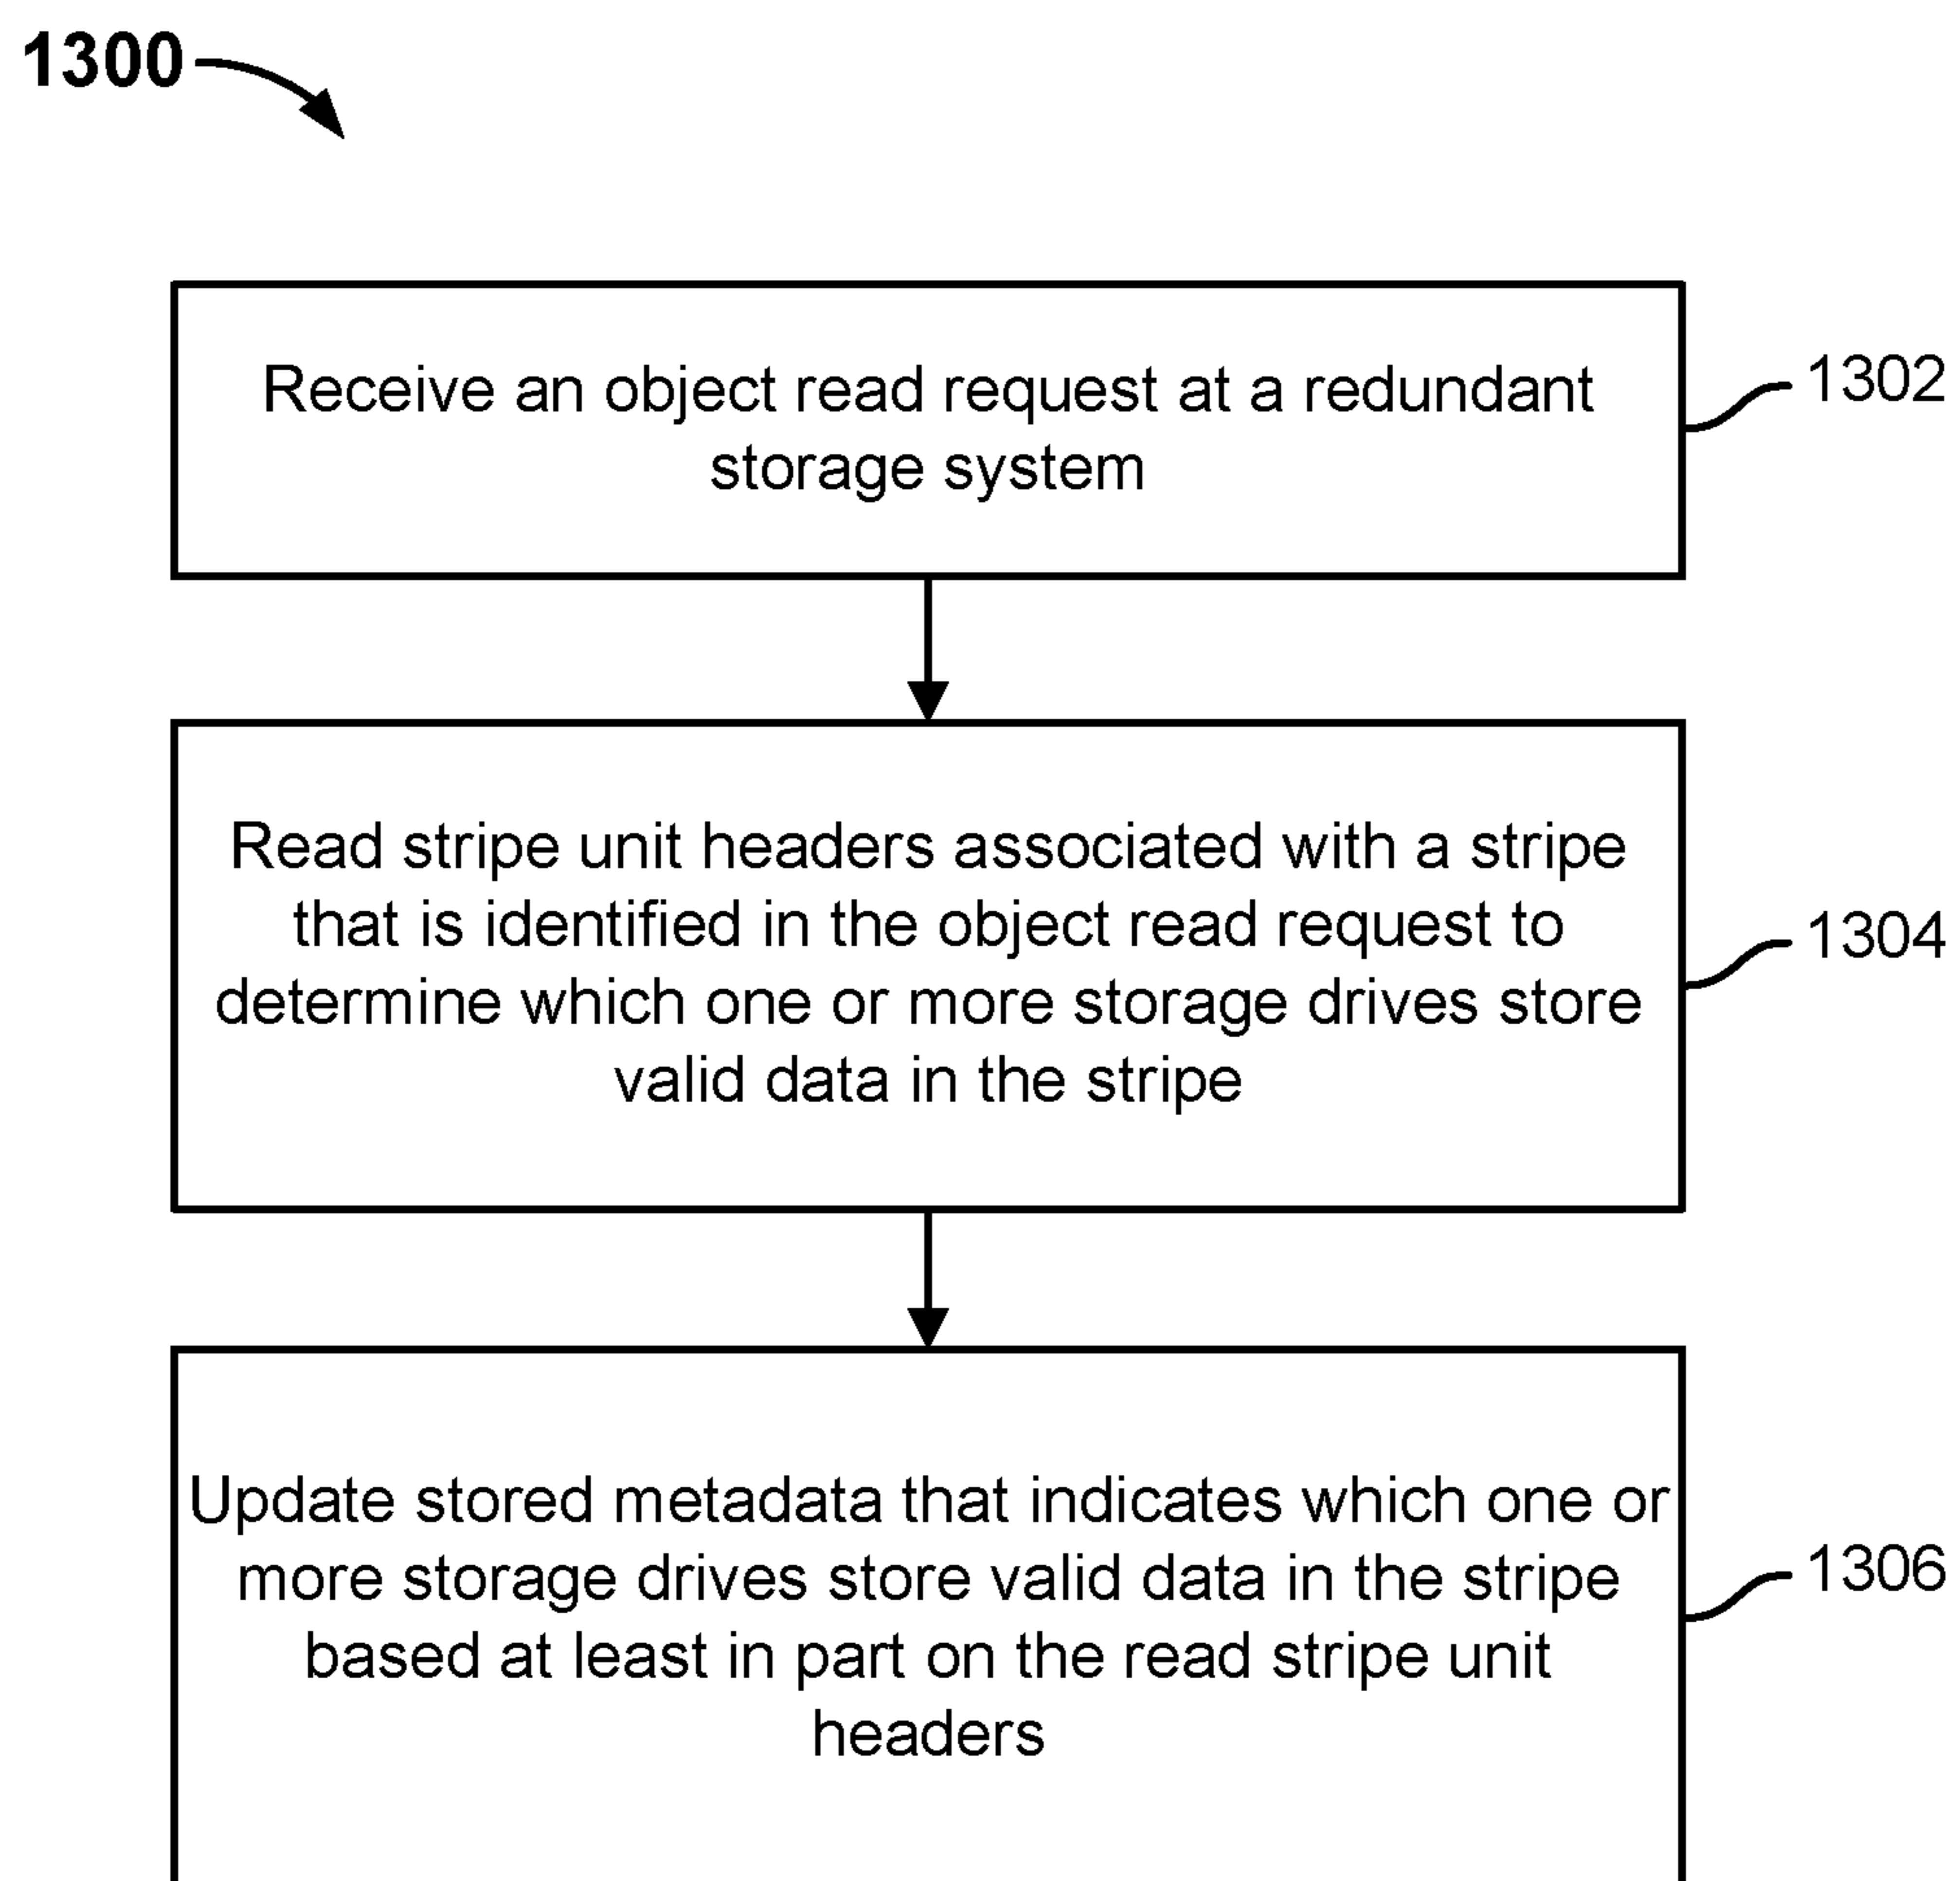 1300
Receive an object read request at a redundant
storage system
1302
Read stripe unit headers associated with a stripe
that is identified in the object read request to
determine which one or more storage drives store
valid data in the stripe
1304
Update stored metadata that indicates which one or
more storage drives store valid data in the stripe
based at least in part on the read stripe unit
headers
1306